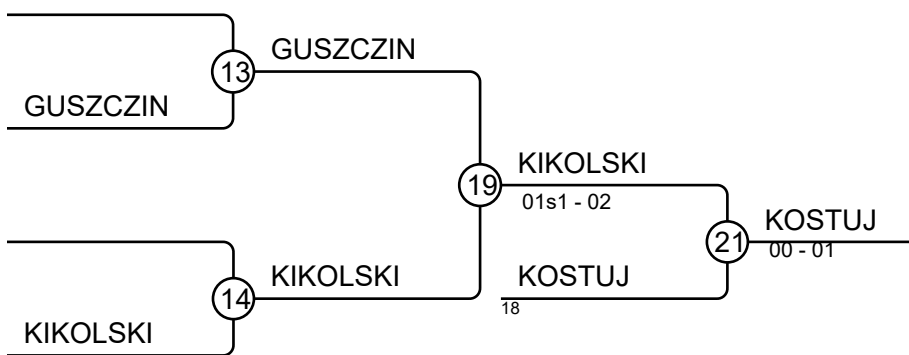 GUSZCZIN
13
GUSZCZIN
KIKOLSKI
19
01s1 - 02
KOSTUJ
21
00 - 01
KIKOLSKI
KOSTUJ
14
18
KIKOLSKI